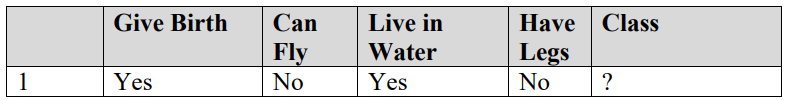 Give Birth Can Fly Live in Water Have Legs Class
1 Yes No Yes No ?